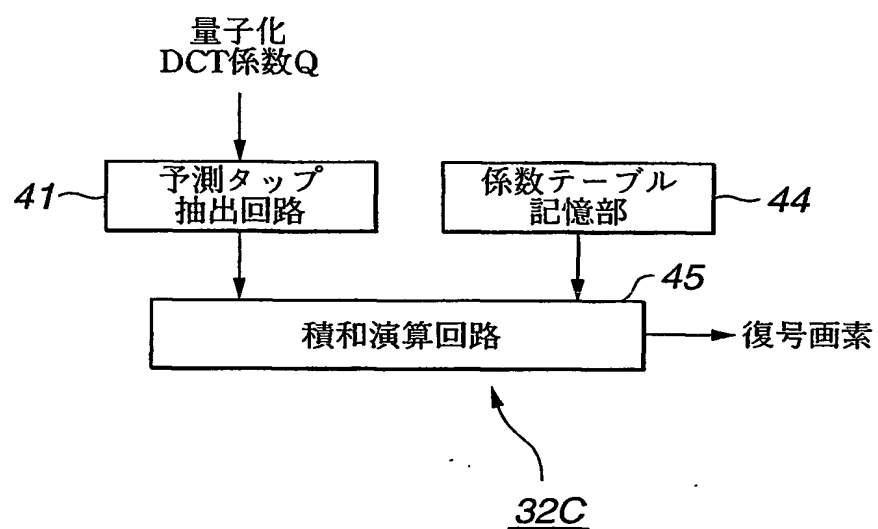 量子化
DCT係数Q
41
予測タップ
抽出回路
係数テーブル
記憶部
44
45
積和演算回路
復号画素
32C